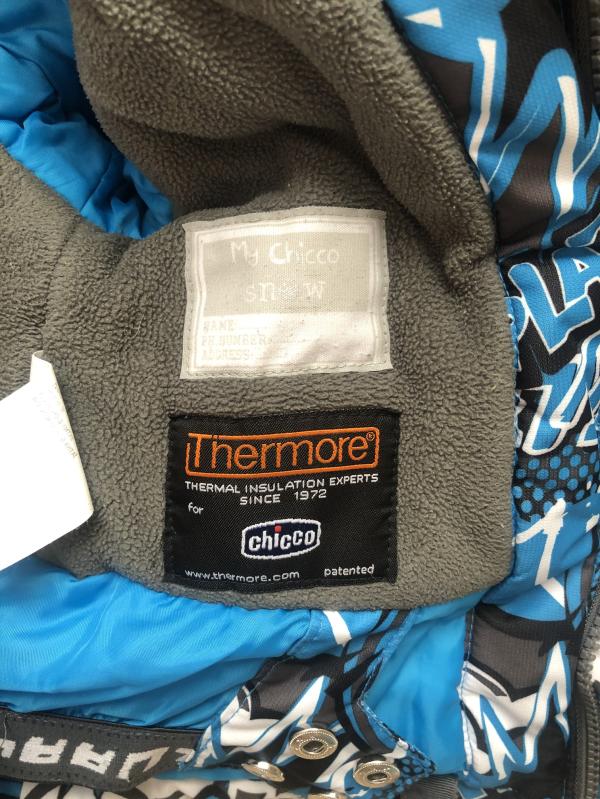 My Chicco
snow
NAME
PH.NUMBER
ADDRESS
Thermore®
THERMAL INSULATION EXPERTS
SINCE 1972
for
chicco
www.thermore.com patented